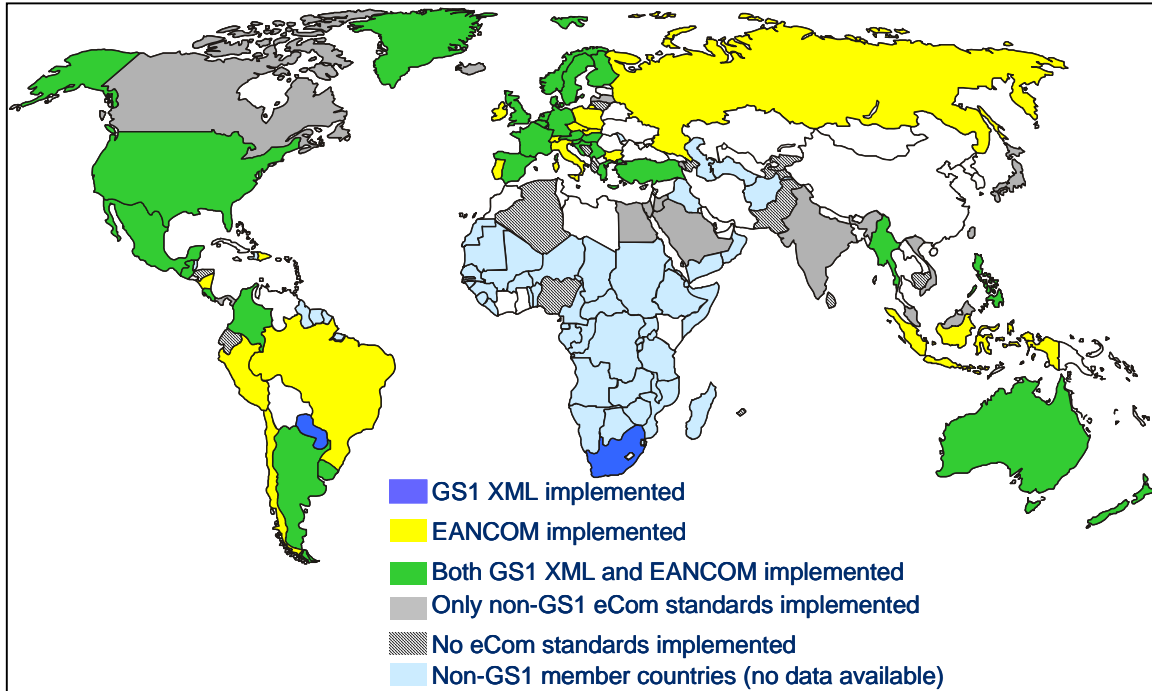 GS1 XML implemented
EANCOM implemented
Both GS1 XML and EANCOM implemented
Only non-GS1 eCom standards implemented
No eCom standards implemented
Non-GS1 member countries (no data available)